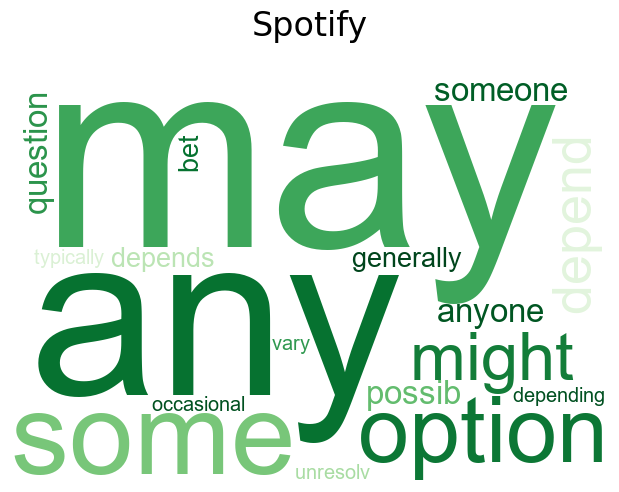 Spotify
someone
may
question
bet
depend
typically
depends
generally
any
anyone
vary
might
possib
depending
occasional
some
option
unresolv